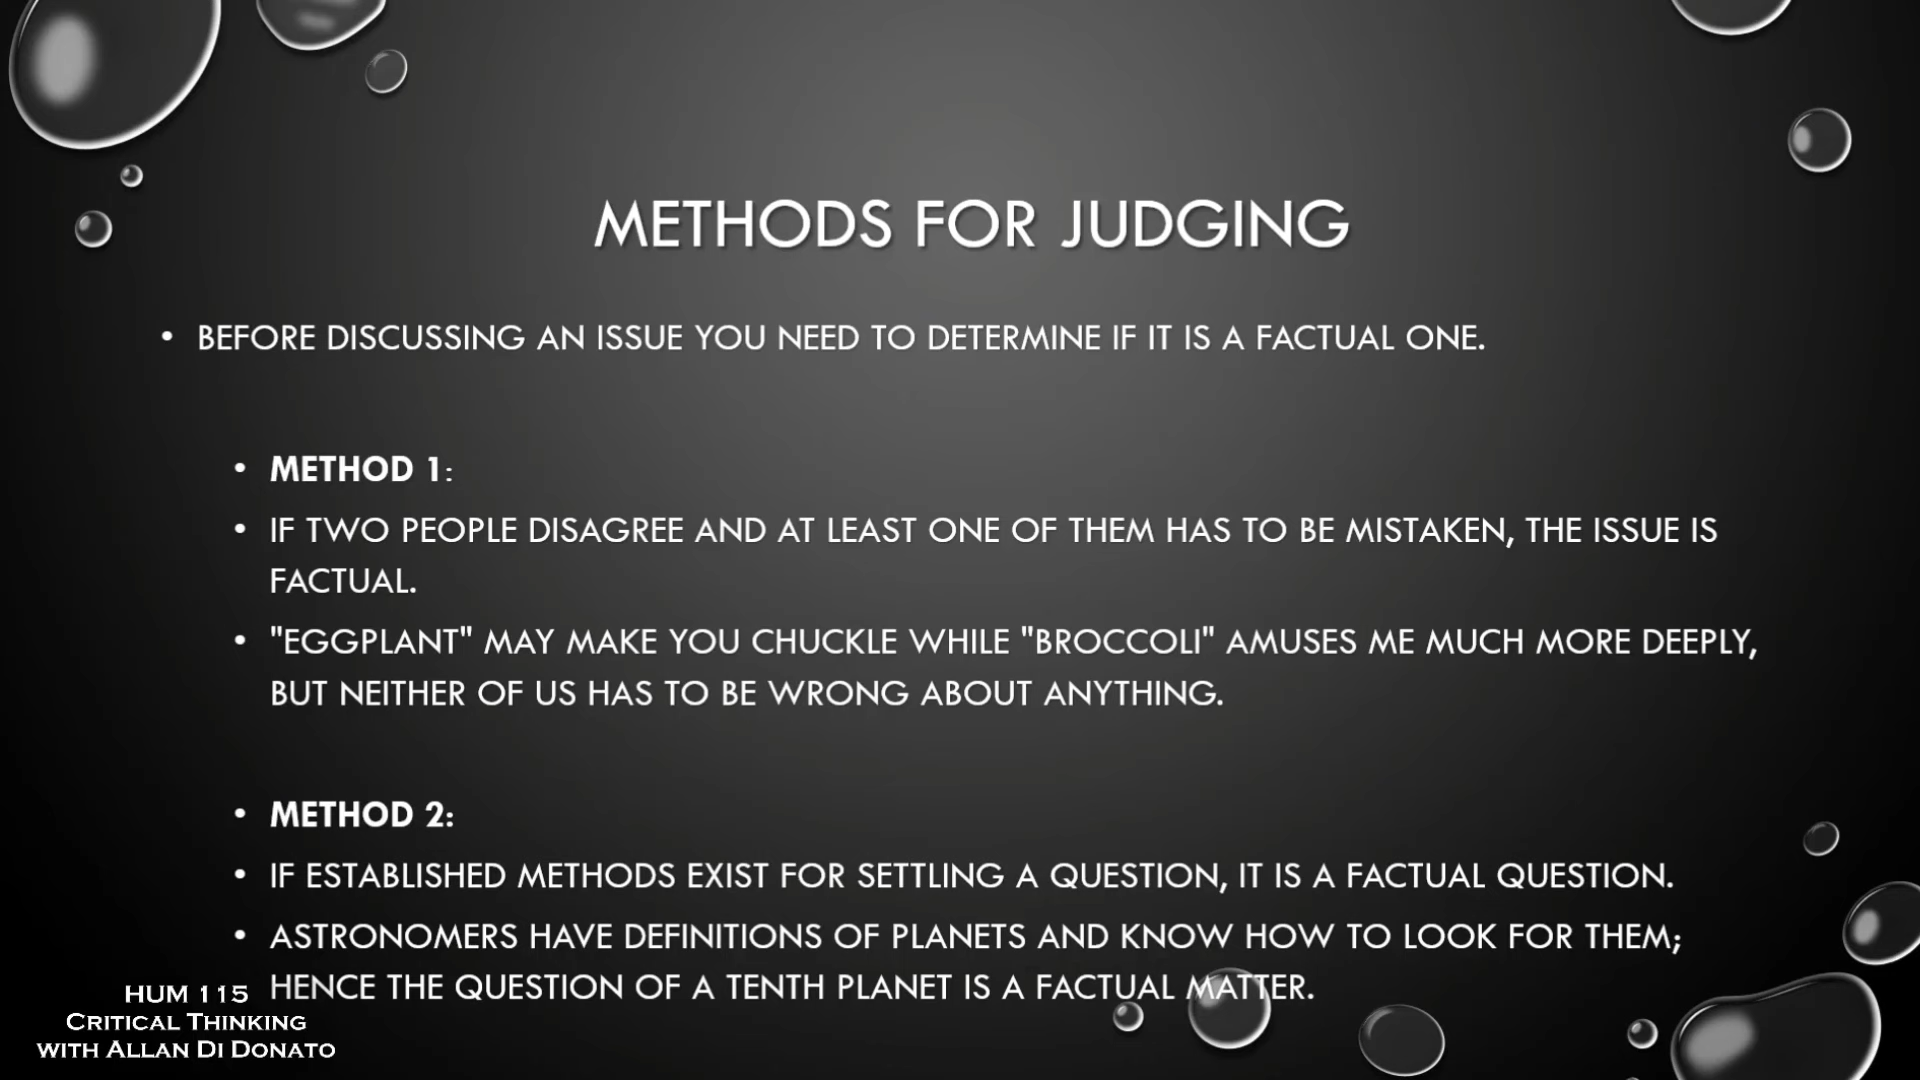 METHODS FOR JUDGING
• BEFORE DISCUSSING AN ISSUE YOU NEED TO DETERMINE IF IT IS A FACTUAL ONE.
• METHOD 1:
• IF TWO PEOPLE DISAGREE AND AT LEAST ONE OF THEM HAS TO BE MISTAKEN, THE ISSUE IS
FACTUAL.
• "EGGPLANT" MAY MAKE YOU CHUCKLE WHILE "BROCCOLI" AMUSES ME MUCH MORE DEEPLY,
BUT NEITHER OF US HAS TO BE WRONG ABOUT ANYTHING.
• METHOD 2:
• IF ESTABLISHED METHODS EXIST FOR SETTLING A QUESTION, IT IS A FACTUAL QUESTION.
• ASTRONOMERS HAVE DEFINITIONS OF PLANETS AND KNOW HOW TO LOOK FOR THEM;
HENCE THE QUESTION OF A TENTH PLANET IS A FACTUAL MATTER.
HUM 115
CRITICAL THINKING
WITH ALLAN DI DONATO